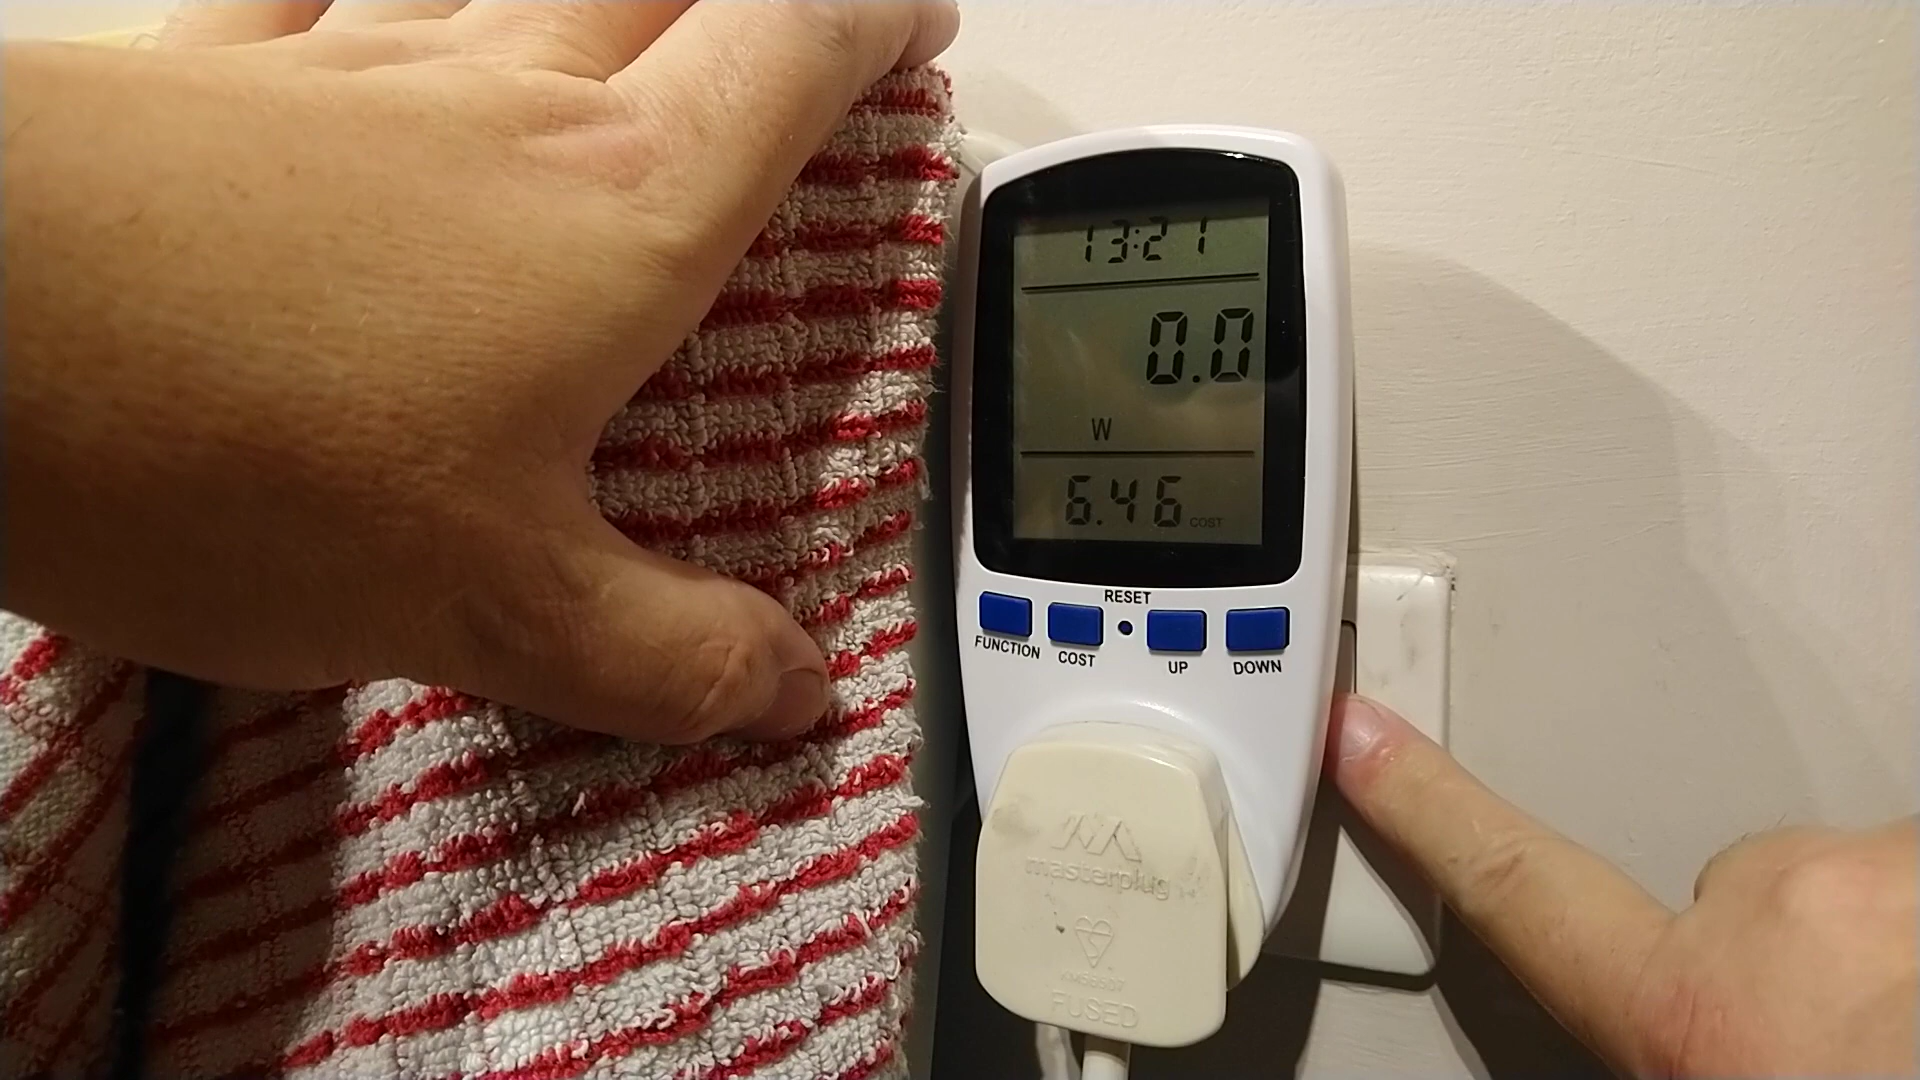 13:21
0.0
W
6.46 COST
RESET
FUNCTION COST UP DOWN
masterplug
FUSED